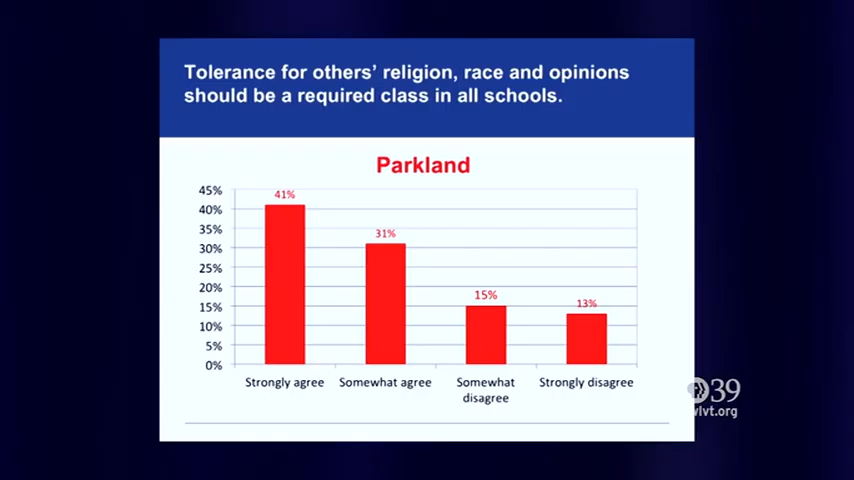 Tolerance for others' religion, race and opinions
should be a required class in all schools.
Parkland
45%
40%
35%
30%
25%
20%
15%
10%
5%
0%
41%
31%
15%
13%
Strongly agree
Somewhat agree
Somewhat
disagree
Strongly disagree
39
wlvt.org